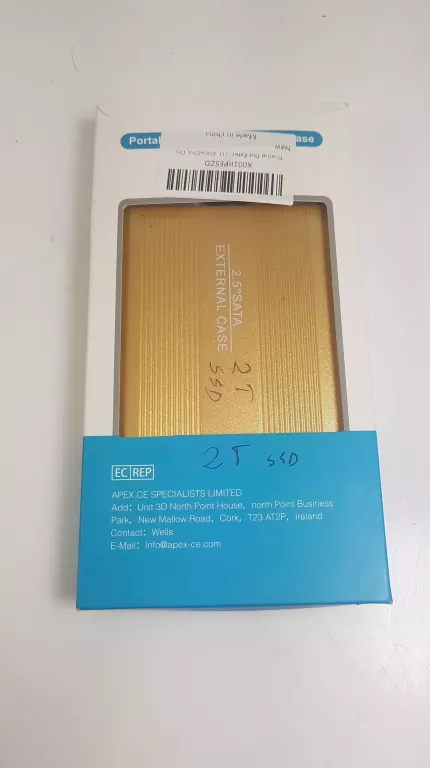 Portal
ase
Made in china
New
X001RPESZD
2.5"SATA
EXTERNAL CASE
2T
SSD
2T SSD
EC REP
APEX CE SPECIALISTS LIMITED
Add: Unit 3D North Point House, north Point Business
Park, New Mallow Road, Cork, T23 AT2P, Ireland
Contact: Wells
E-Mail: Info@apex-ce.com